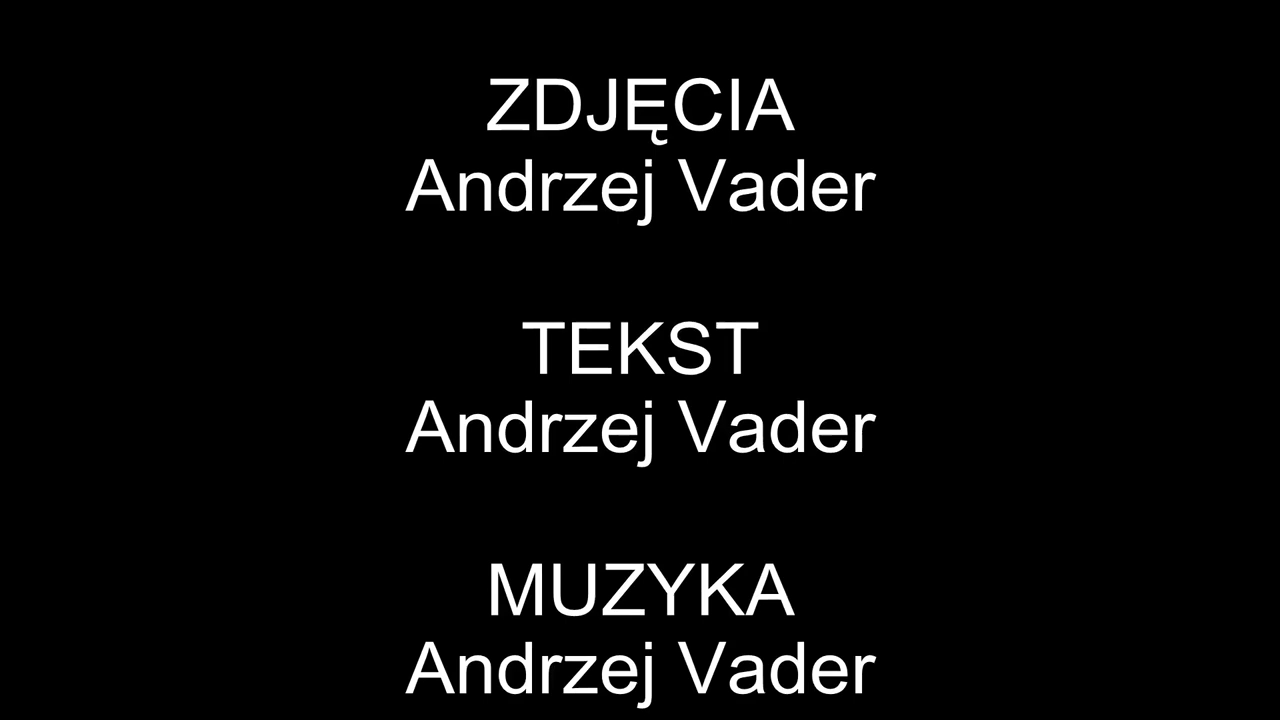 ZDJĘCIA
Andrzej Vader
TEKST
Andrzej Vader
MUZYKA
Andrzej Vader